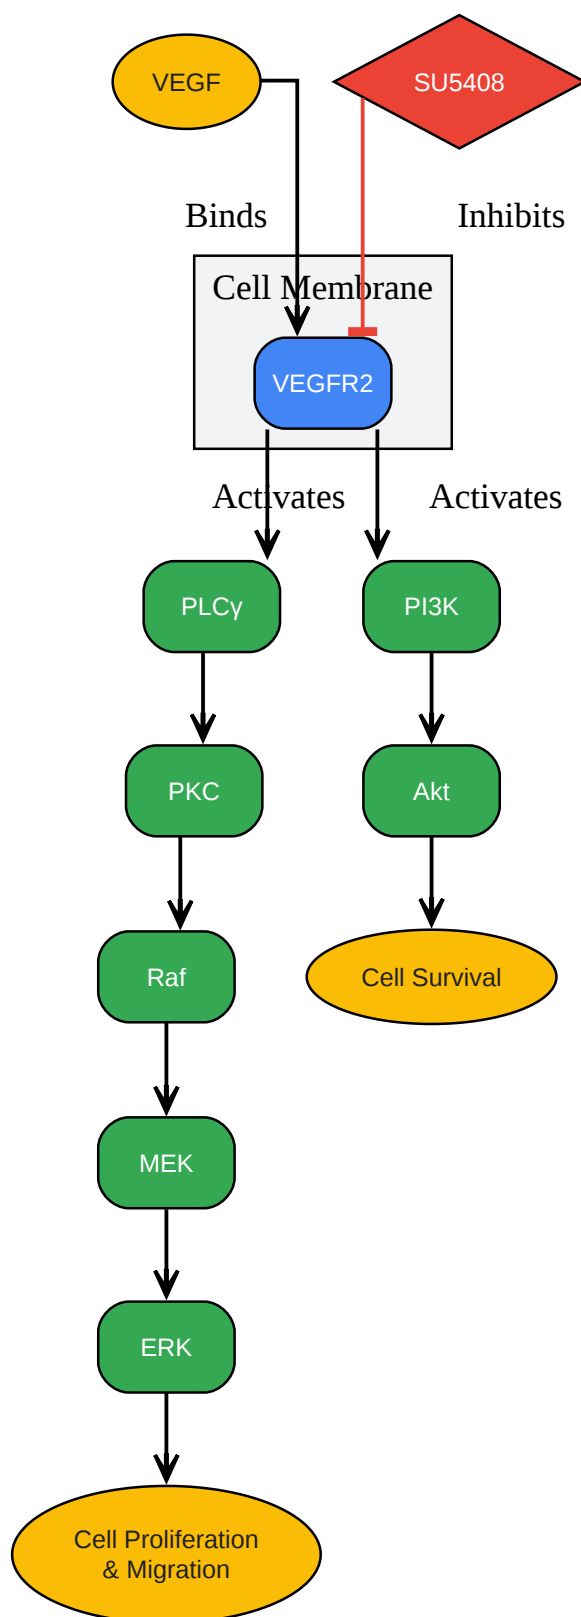 VEGF
SU5408
Binds
Inhibits
Cell Membrane
VEGFR2
Activates
Activates
PLCγ
PI3K
PKC
Akt
Raf
Cell Survival
MEK
ERK
Cell Proliferation
& Migration